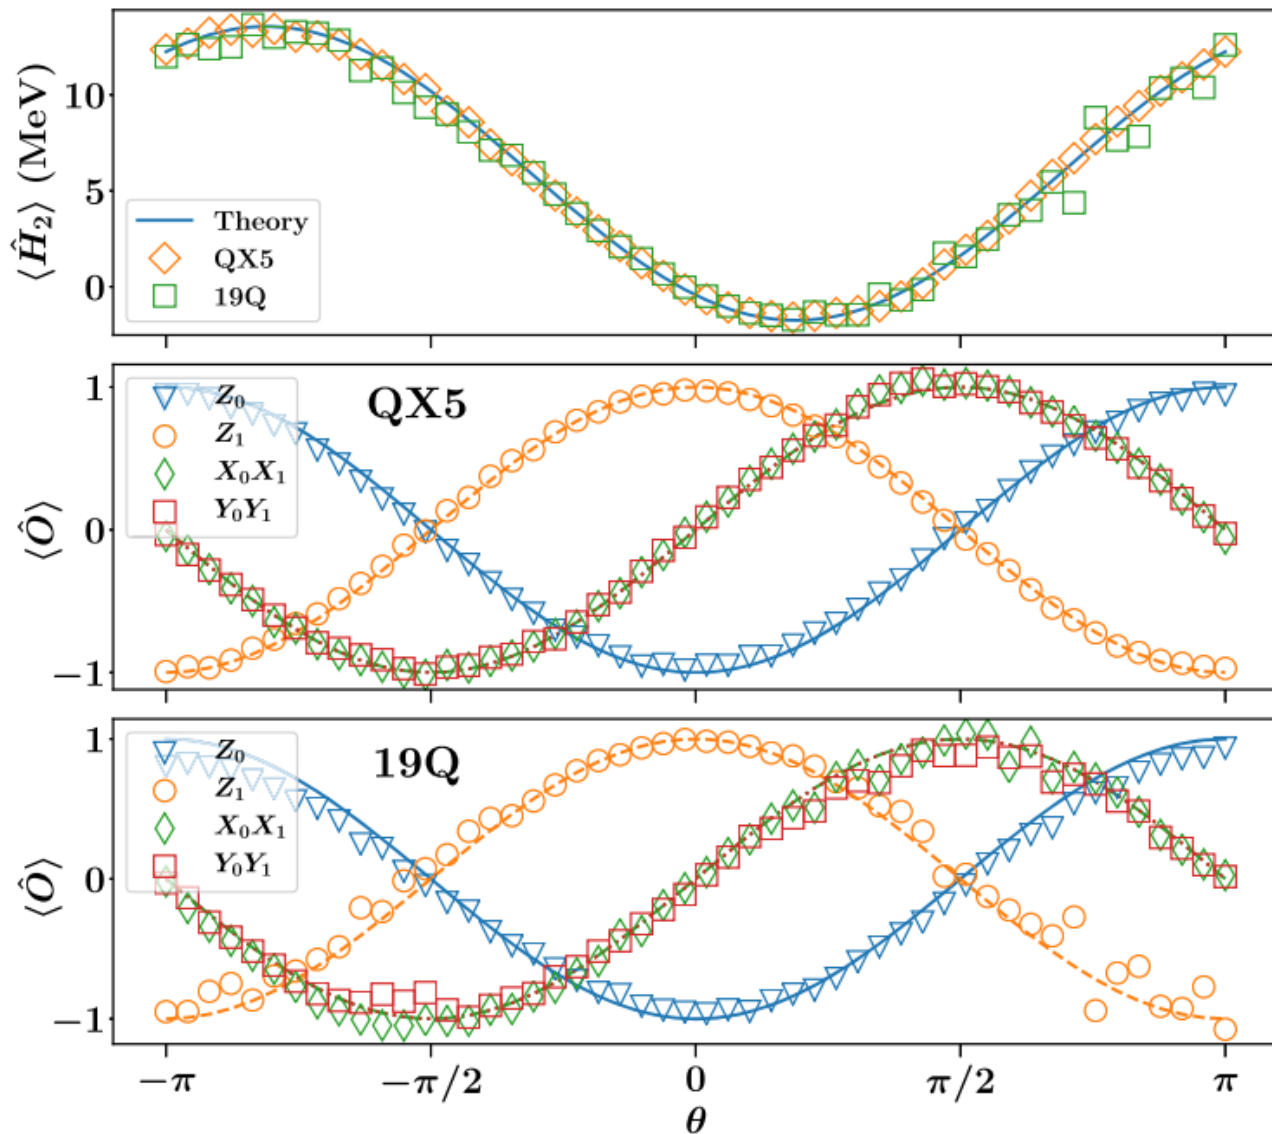 ⟨Ĥ₂⟩ (MeV)
10
5
0
Theory
QX5
19Q
⟨Ô⟩
1
0
−1
Z₀
Z₁
X₀X₁
Y₀Y₁
QX5
⟨Ô⟩
1
0
−1
Z₀
Z₁
X₀X₁
Y₀Y₁
19Q
−π
−π/2
0
π/2
π
θ